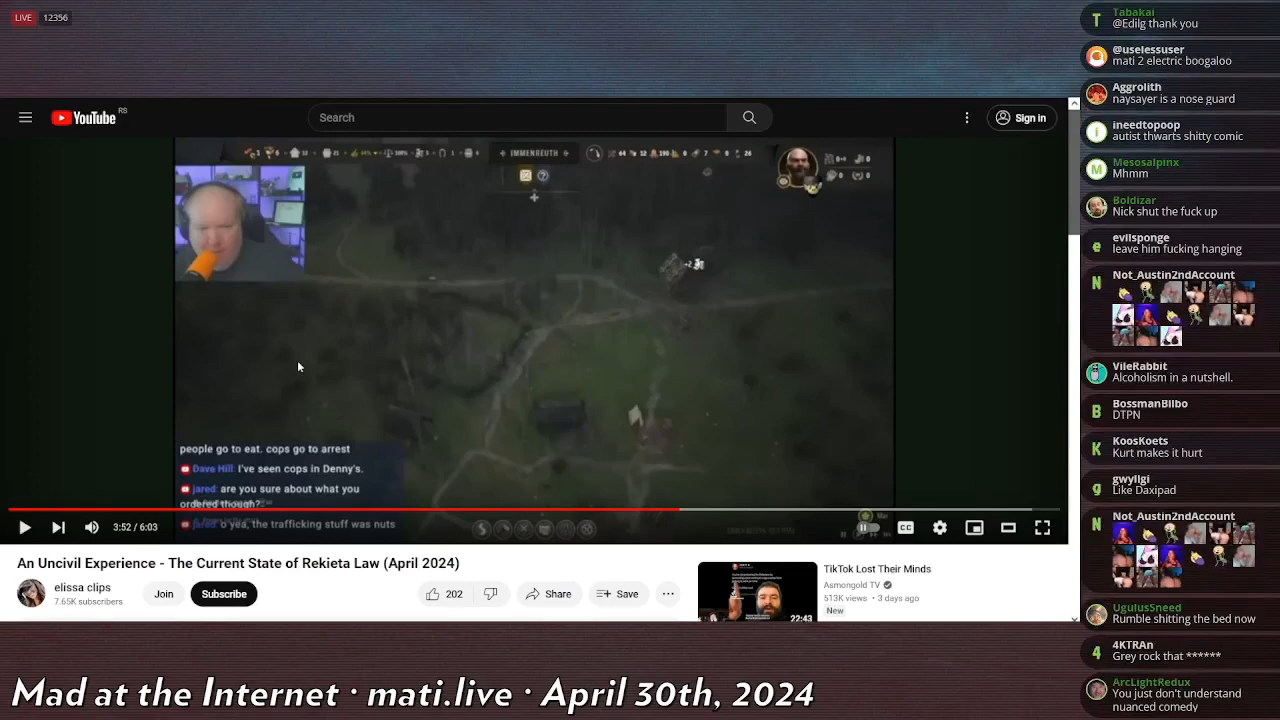 LIVE 12356
YouTube RS
Search
Sign in
IMMENREUTH
people go to eat. cops go to arrest
Dave Hill: I've seen cops in Denny's.
jared: are you sure about what you
ordered though?
jared: o yea, the trafficking stuff was nuts
3:52 / 6:03
CC
An Uncivil Experience - The Current State of Rekieta Law (April 2024)
elissa clips
7.65K subscribers
Join
Subscribe
202
Share
Save
22:43
TikTok Lost Their Minds
Asmongold TV
513K views • 3 days ago
New
Mad at the Internet · mati.live · April 30th, 2024
T
Tabakai
@Edilg thank you
@uselessuser
mati 2 electric boogaloo
Aggrolith
naysayer is a nose guard
i
ineedtopoop
autist thwarts shitty comic
M
Mesosalpinx
Mhmm
Boldizar
Nick shut the fuck up
e
evilsponge
leave him fucking hanging
N
Not_Austin2ndAccount
VileRabbit
Alcoholism in a nutshell.
B
BossmanBilbo
DTPN
K
KoosKoets
Kurt makes it hurt
g
gwyllgi
Like Daxipad
N
Not_Austin2ndAccount
UgulusSneed
Rumble shitting the bed now
4
4KTRAn
Grey rock that ******
ArcLightRedux
You just don't understand
nuanced comedy